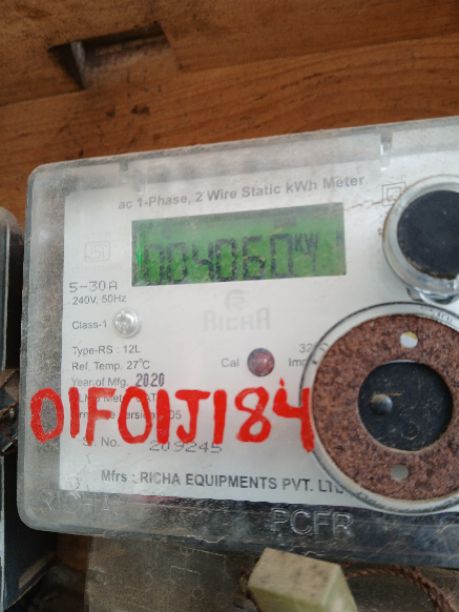 ac 1-Phase, 2 Wire Static kWh Meter
5-30A
240V, 50Hz
Class-1
RICHA
Type-RS : 12L
Ref. Temp. 27°C
Cal
Year of Mfg. 2020
01F01J184
No. 209245
Mfrs : RICHA EQUIPMENTS PVT. LTD
PCFR